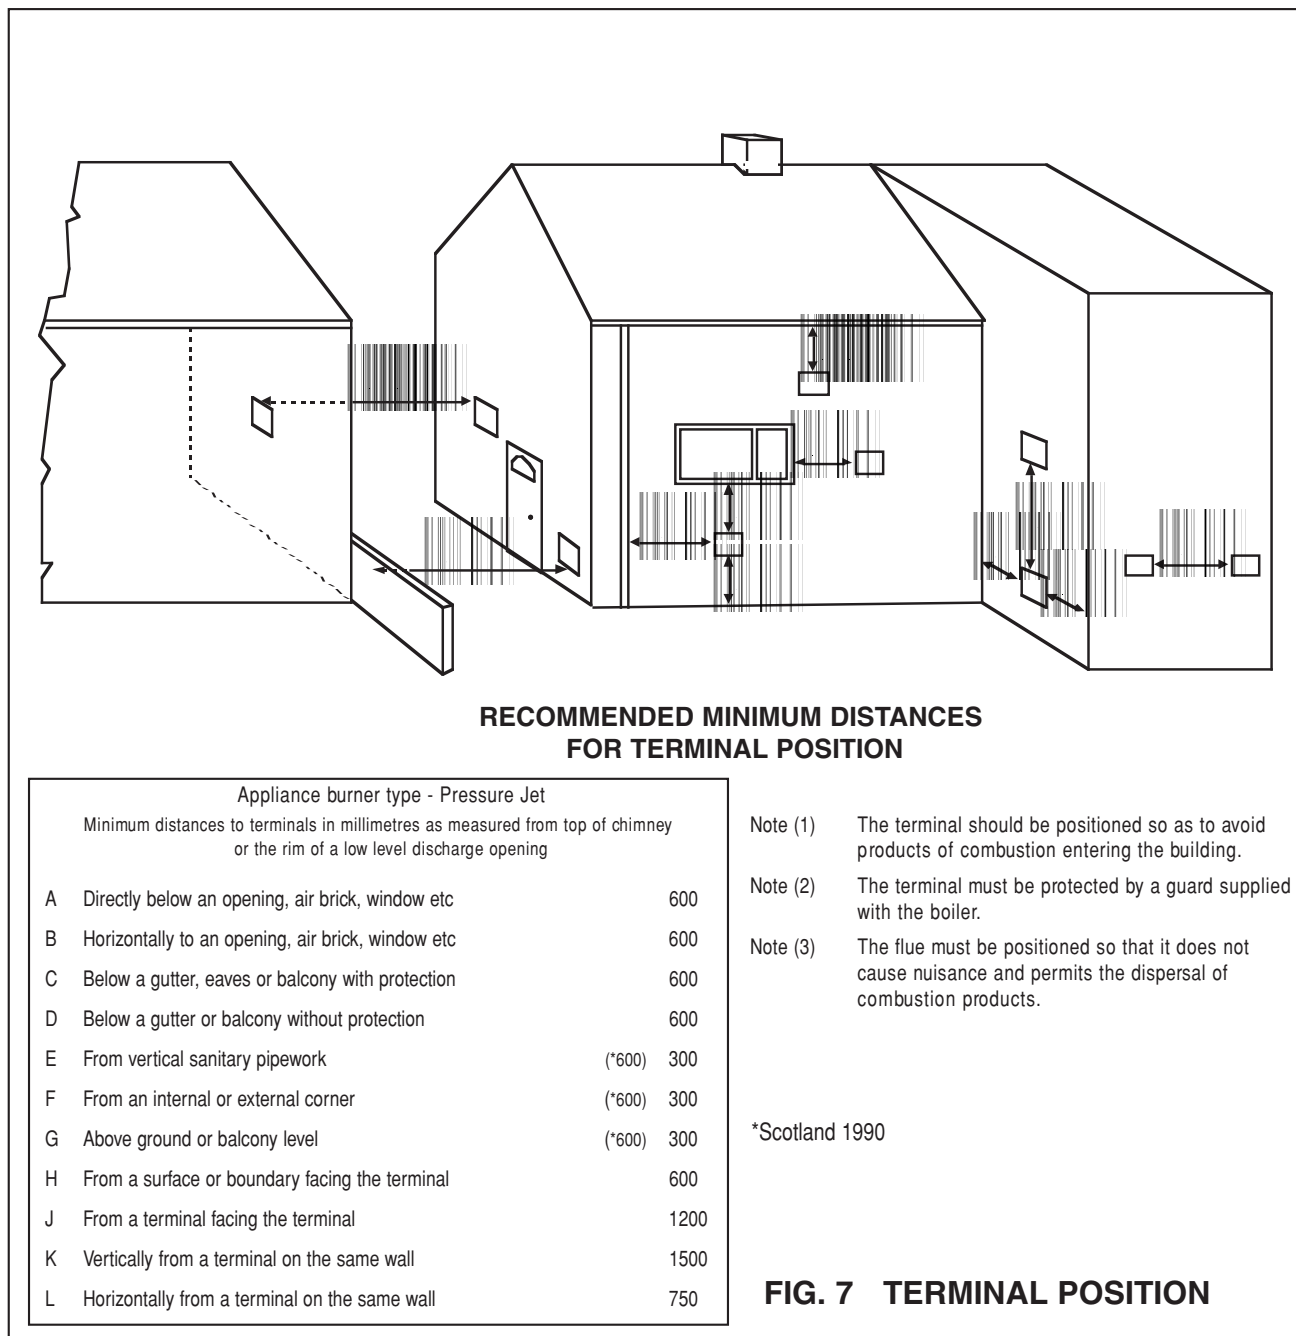 RECOMMENDED MINIMUM DISTANCES
FOR TERMINAL POSITION
Appliance burner type - Pressure Jet
Minimum distances to terminals in millimetres as measured from top of chimney
or the rim of a low level discharge opening
A Directly below an opening, air brick, window etc 600
B Horizontally to an opening, air brick, window etc 600
C Below a gutter, eaves or balcony with protection 600
D Below a gutter or balcony without protection 600
E From vertical sanitary pipework (*600) 300
F From an internal or external corner (*600) 300
G Above ground or balcony level (*600) 300
H From a surface or boundary facing the terminal 600
J From a terminal facing the terminal 1200
K Vertically from a terminal on the same wall 1500
L Horizontally from a terminal on the same wall 750
Note (1) The terminal should be positioned so as to avoid
products of combustion entering the building.
Note (2) The terminal must be protected by a guard supplied
with the boiler.
Note (3) The flue must be positioned so that it does not
cause nuisance and permits the dispersal of
combustion products.
*Scotland 1990
FIG. 7 TERMINAL POSITION